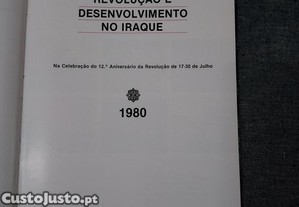 REVOLUÇÃO E
DESENVOLVIMENTO
NO IRAQUE
Na Celebração do 12.º Aniversário da Revolução de 17-30 de Julho
1980
CustoJusto.pt